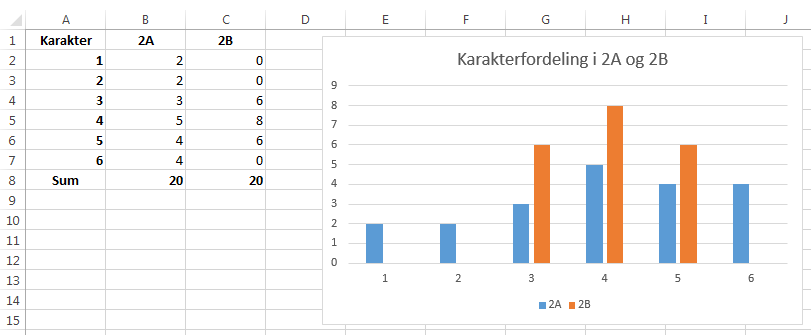 A B C D E F G H I J
1 Karakter 2A 2B
2 1 2 0
3 2 2 0
4 3 3 6
5 4 5 8
6 5 4 6
7 6 4 0
8 Sum 20 20
9
10
11
12
13
14
15
Karakterfordeling i 2A og 2B
9
8
7
6
5
4
3
2
1
0
1 2 3 4 5 6
2A 2B